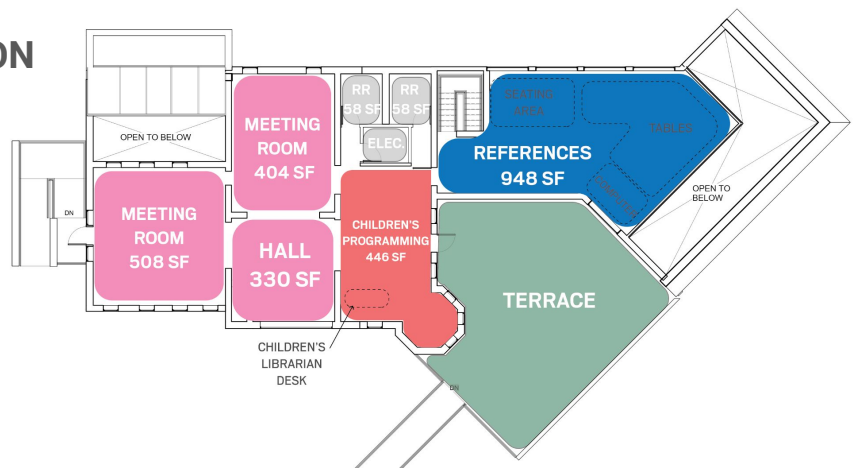 ON
OPEN TO BELOW
DN
MEETING
ROOM
508 SF
MEETING
ROOM
404 SF
HALL
330 SF
RR
58 SF
RR
58 SF
ELEC.
CHILDREN'S
PROGRAMMING
446 SF
CHILDREN'S
LIBRARIAN
DESK
SEATING
AREA
TABLES
REFERENCES
948 SF
OPEN TO
BELOW
TERRACE
DN